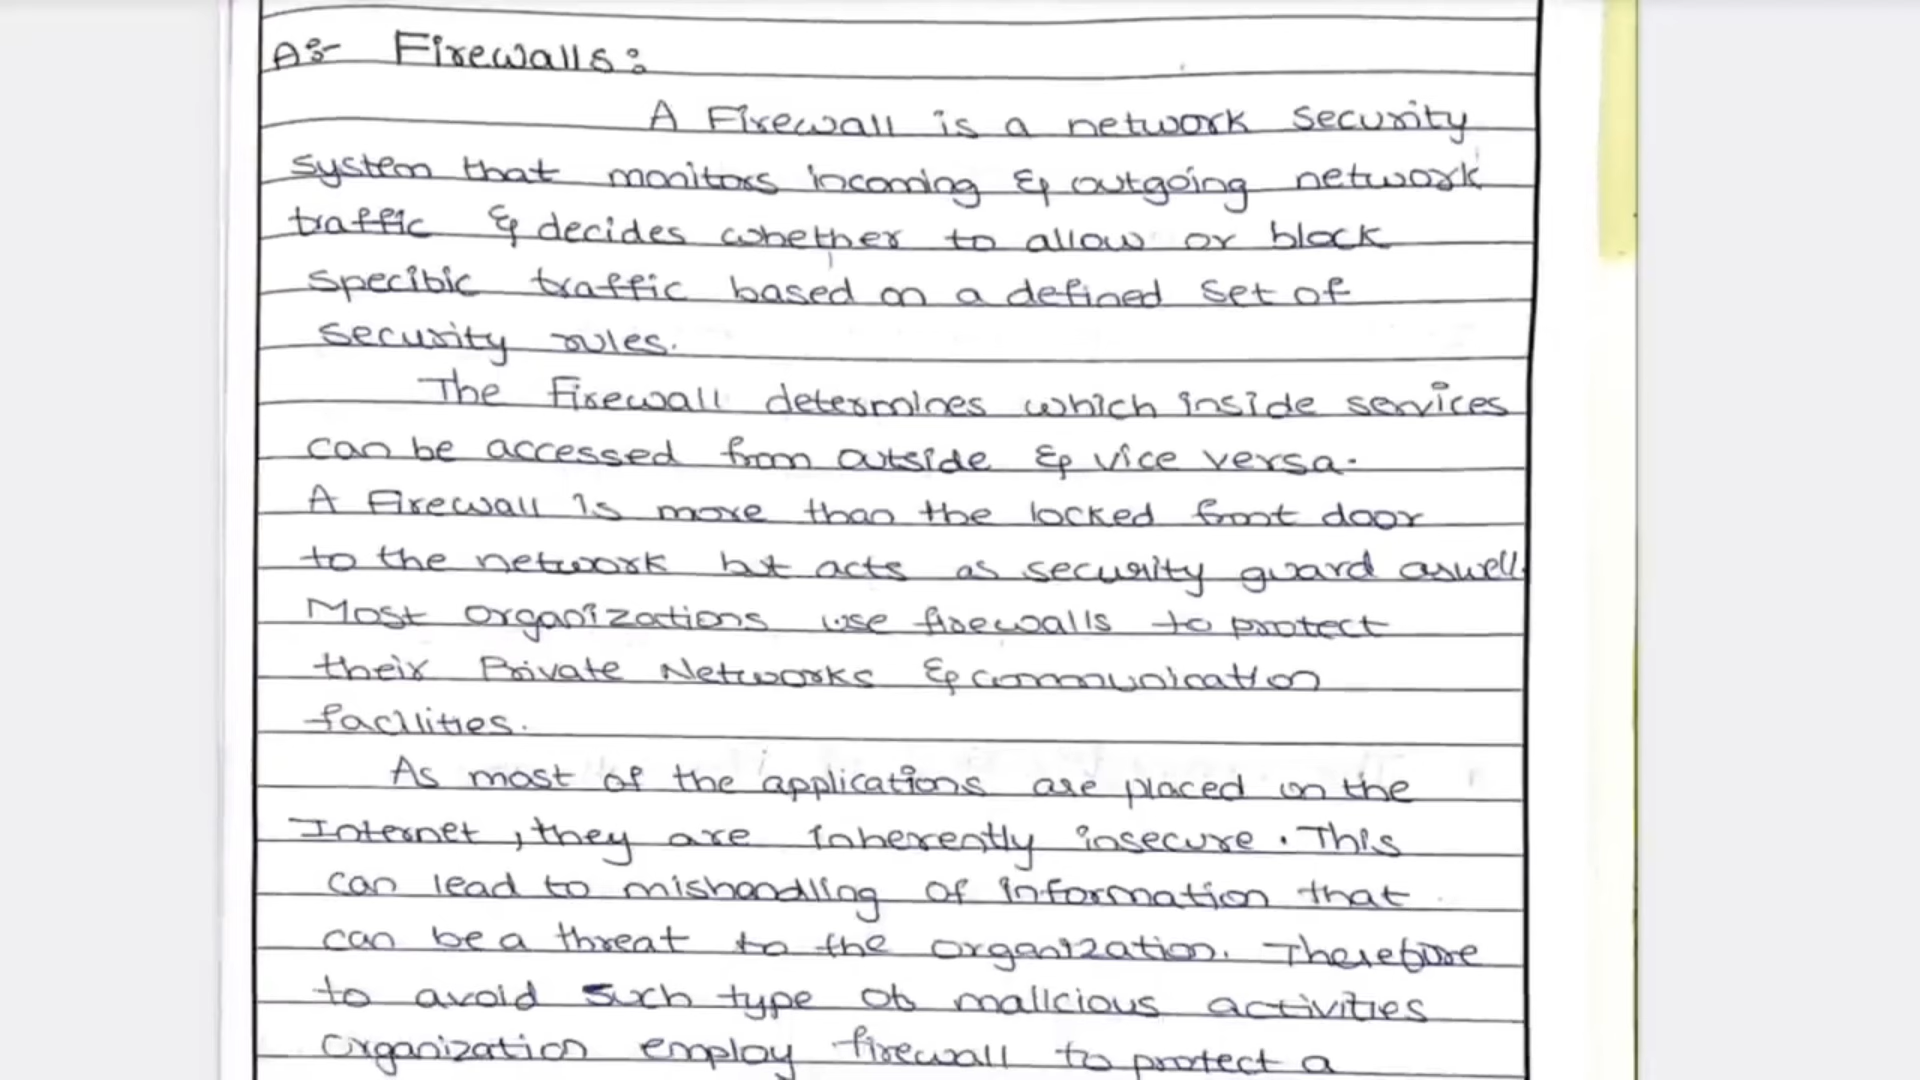 A:- Firewalls:
A Firewall is a network security
system that monitors incoming & outgoing network
traffic & decides whether to allow or block
specific traffic based on a defined set of
security rules.
The Firewall determines which inside services
can be accessed from outside & vice versa.
A Firewall is more than the locked front door
to the network but acts as security guard aswell.
Most organizations use firewalls to protect
their Private Networks & communication
facilities.
As most of the applications are placed on the
Internet, they are inherently insecure. This
can lead to mishandling of information that
can be a threat to the organization. Therefore
to avoid such type of malicious activities
organization employ firewall to protect a